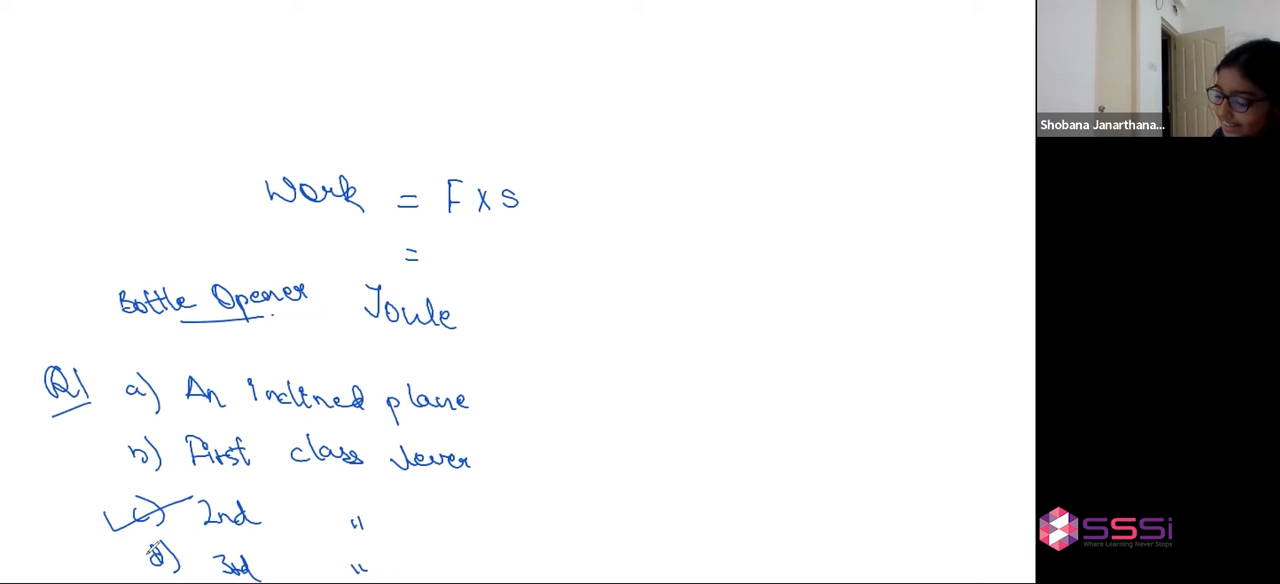 Work = F x s
=
Bottle Opener Joule
Q1 a) An Inclined plane
b) First class lever
c) 2nd "
d) 3rd "
Shobana Janarthana...
SSSi
Where Learning Never Stops